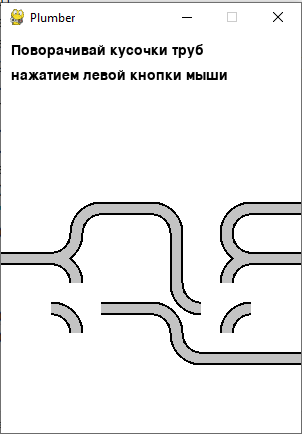 Plumber
Поворачивай кусочки труб
нажатием левой кнопки мыши